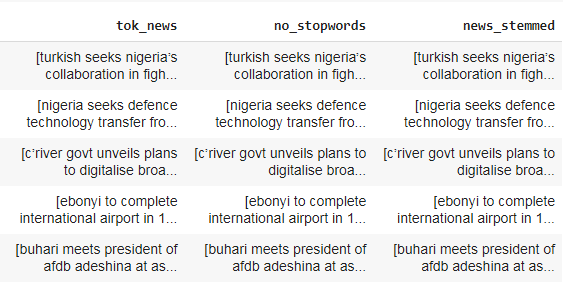 tok_news no_stopwords news_stemmed
[turkish seeks nigeria's [turkish seeks nigeria's [turkish seeks nigeria's
collaboration in figh... collaboration in figh... collaboration in figh...
[nigeria seeks defence [nigeria seeks defence [nigeria seeks defence
technology transfer fro... technology transfer fro... technology transfer fro...
[c'river govt unveils plans [c'river govt unveils plans [c'river govt unveils plans
to digitalise broa... to digitalise broa... to digitalise broa...
[ebonyi to complete [ebonyi to complete [ebonyi to complete
international airport in 1... international airport in 1... international airport in 1...
[buhari meets president of [buhari meets president of [buhari meets president of
afdb adeshina at as... afdb adeshina at as... afdb adeshina at as...